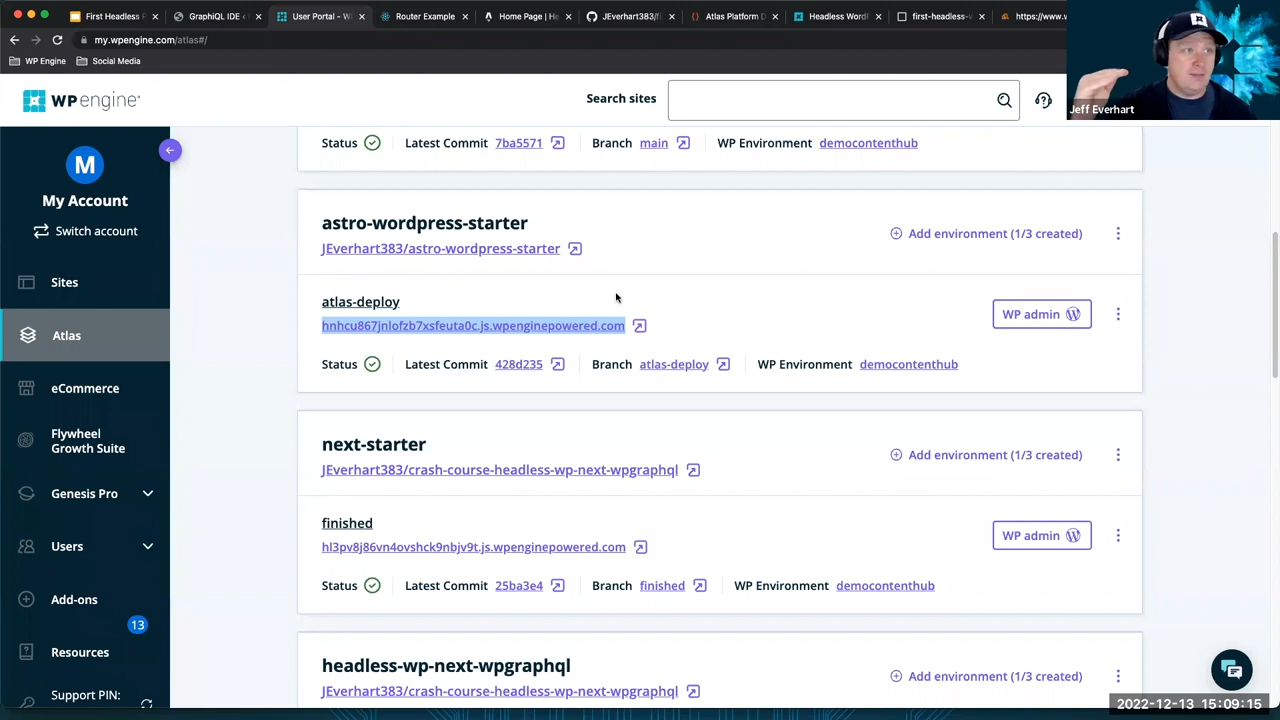 First Headless P
GraphiQL IDE
User Portal - W
Router Example
Home Page | He
JEverhart383/f
Atlas Platform D
Headless Word
first-headless-
https://www.w
my.wpengine.com/atlas#/
WP Engine
Social Media
Jeff Everhart
WP engine
Search sites
M
My Account
Switch account
Sites
Atlas
eCommerce
Flywheel
Growth Suite
Genesis Pro
Users
Add-ons
13
Resources
Support PIN:
Status Latest Commit 7ba5571 Branch main WP Environment democontenthub
astro-wordpress-starter
JEverhart383/astro-wordpress-starter
Add environment (1/3 created)
atlas-deploy
hnhcu867jnlofzb7xsfeuta0c.js.wpenginepowered.com
WP admin
Status Latest Commit 428d235 Branch atlas-deploy WP Environment democontenthub
next-starter
JEverhart383/crash-course-headless-wp-next-wpgraphql
Add environment (1/3 created)
finished
hl3pv8j86vn4ovshck9nbjv9t.js.wpenginepowered.com
WP admin
Status Latest Commit 25ba3e4 Branch finished WP Environment democontenthub
headless-wp-next-wpgraphql
JEverhart383/crash-course-headless-wp-next-wpgraphql
Add environment (1/3 created)
2022-12-13 15:09:15